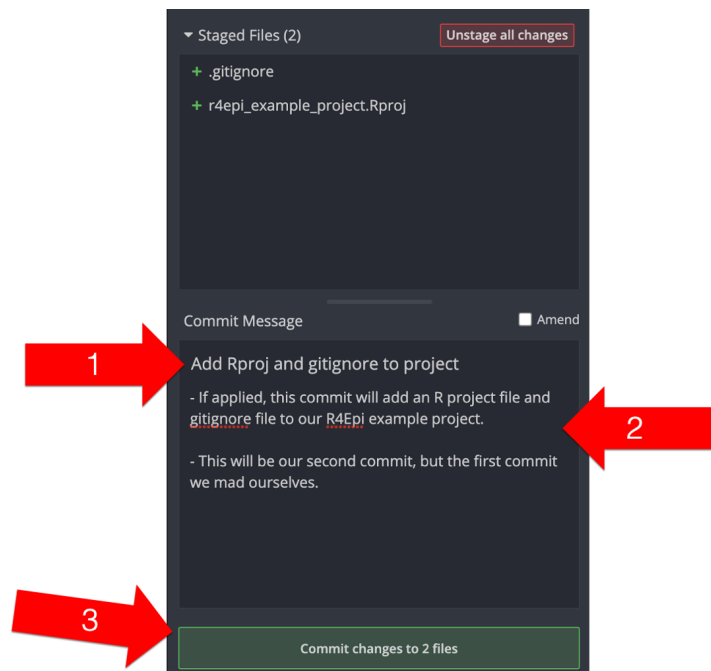 Staged Files (2)
Unstage all changes
+ .gitignore
+ r4epi_example_project.Rproj
Commit Message
Amend
1
Add Rproj and gitignore to project
- If applied, this commit will add an R project file and
gitignore file to our R4Epi example project.
2
- This will be our second commit, but the first commit
we mad ourselves.
3
Commit changes to 2 files